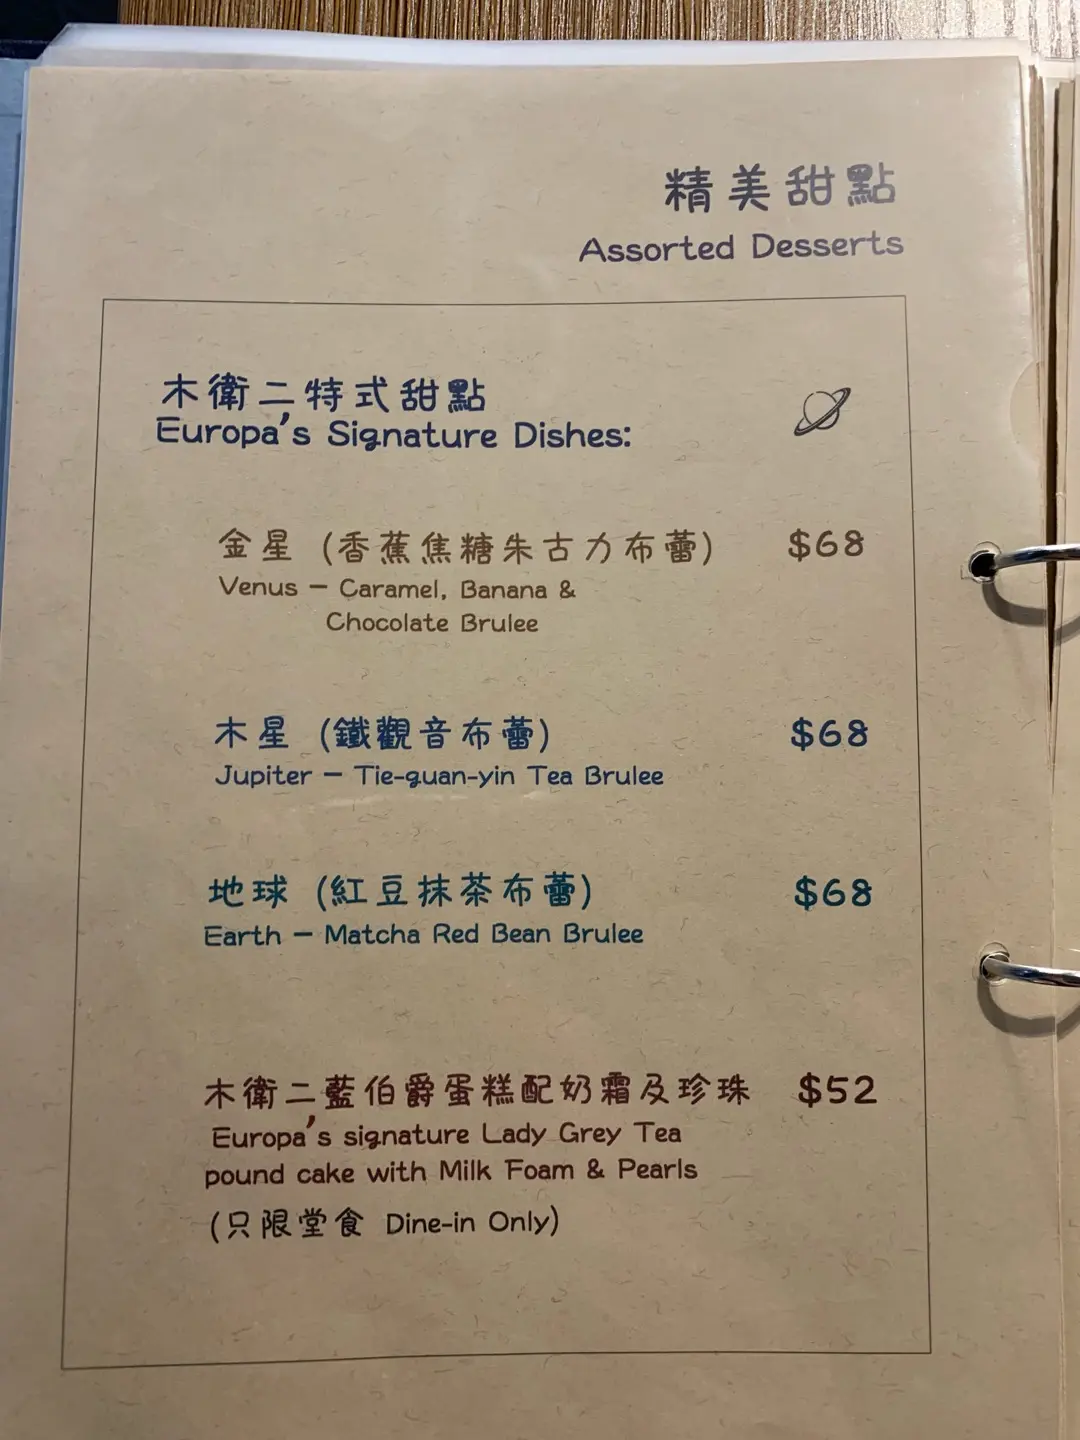 精美甜點
Assorted Desserts
木衛二特式甜點
Europa's Signature Dishes:
金星 (香蕉焦糖朱古力布蕾) $68
Venus – Caramel, Banana &
Chocolate Brulee
木星 (鐵觀音布蕾) $68
Jupiter – Tie-guan-yin Tea Brulee
地球 (紅豆抹茶布蕾) $68
Earth – Matcha Red Bean Brulee
木衛二藍伯爵蛋糕配奶霜及珍珠 $52
Europa's signature Lady Grey Tea
pound cake with Milk Foam & Pearls
(只限堂食 Dine-in Only)